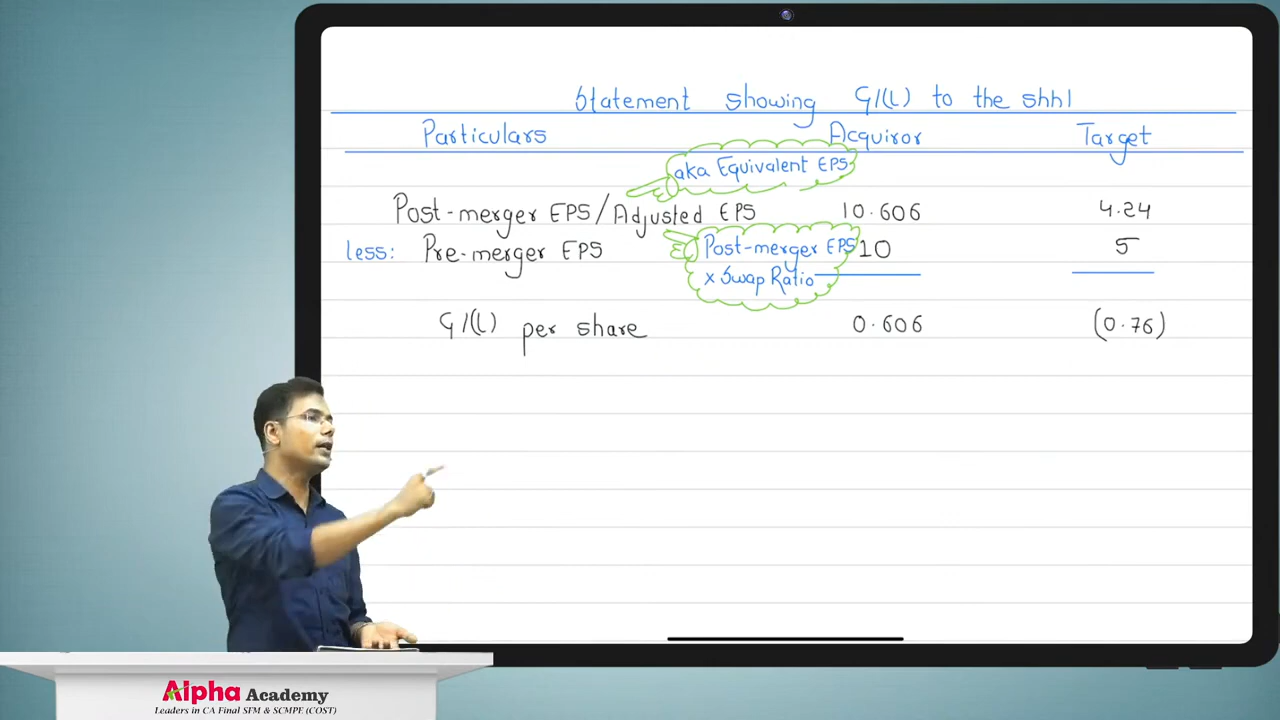 Statement showing G/(L) to the shhl
Particulars Acquiror Target
aka Equivalent EPS
Post-merger EPS/Adjusted EPS 10.606 4.24
less: Pre-merger EPS 10 5
Post-merger EPS
x Swap Ratio
G/(L) per share 0.606 (0.76)
Alpha Academy
Leaders in CA Final SFM & SCMPE (COST)